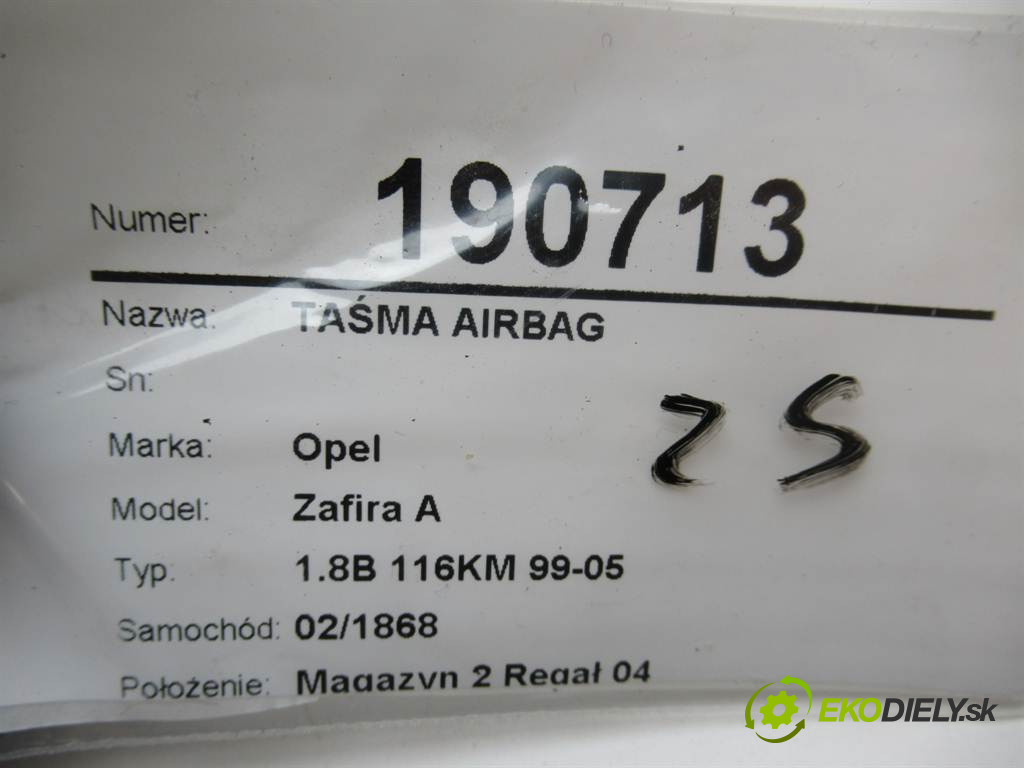 Numer: 190713
Nazwa: TAŚMA AIRBAG
Sn:
25
Marka: Opel
Model: Zafira A
Typ: 1.8B 116KM 99-05
Samochód: 02/1868
Położenie: Magazyn 2 Regał 04
EKODIELY.sk